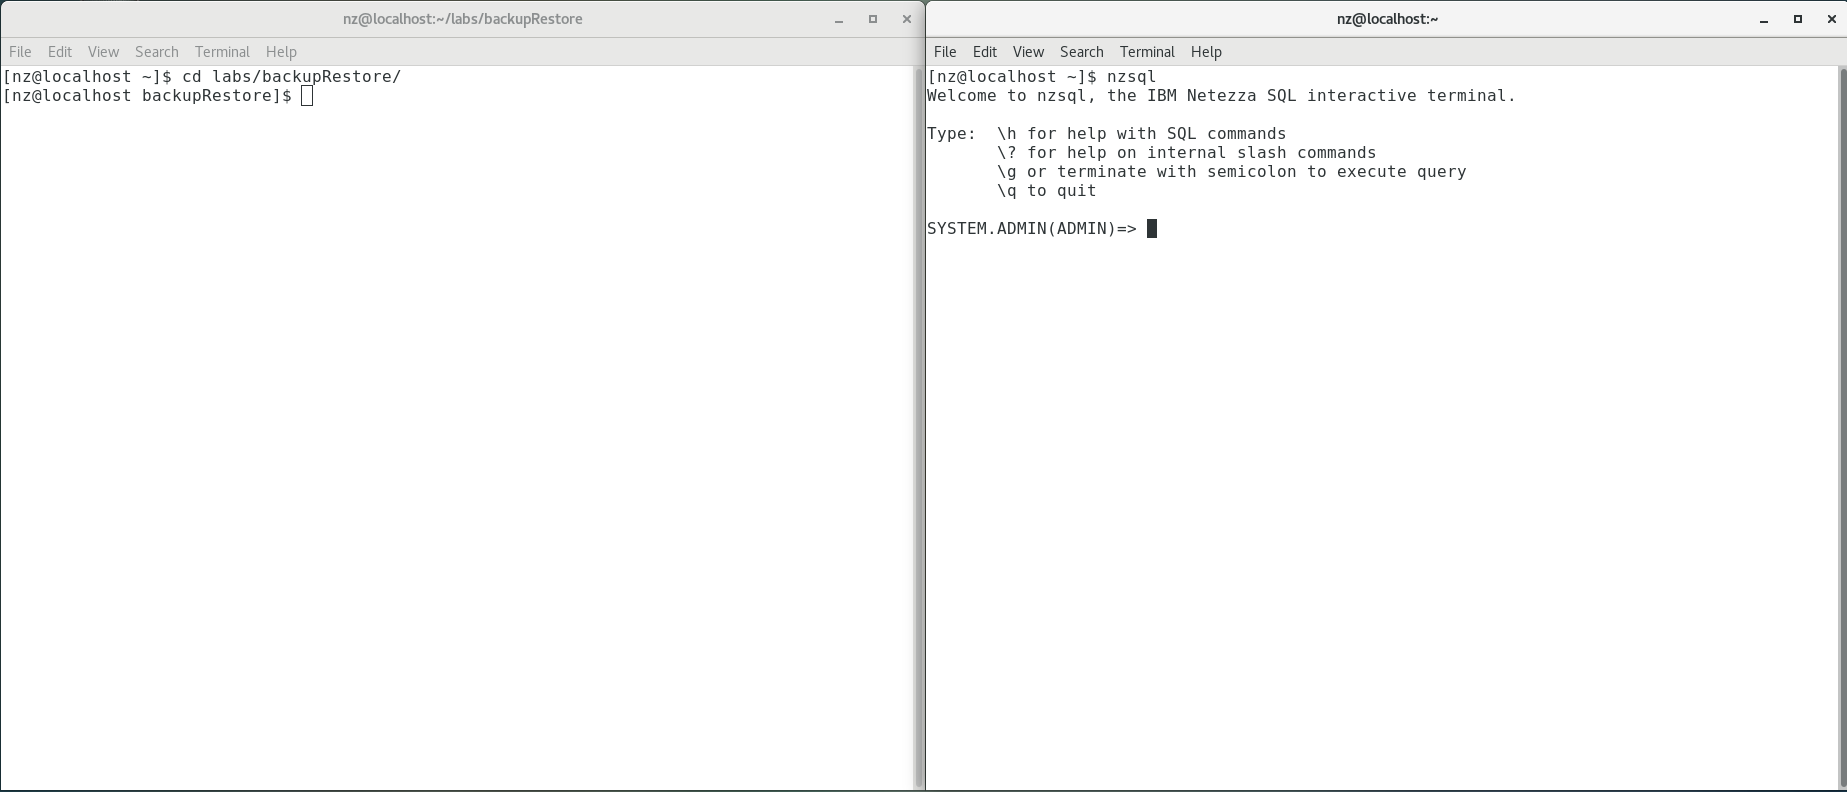 nz@localhost:~/labs/backupRestore
File Edit View Search Terminal Help
[nz@localhost ~]$ cd labs/backupRestore/
[nz@localhost backupRestore]$
nz@localhost:~
File Edit View Search Terminal Help
[nz@localhost ~]$ nzsql
Welcome to nzsql, the IBM Netezza SQL interactive terminal.
Type:  \h for help with SQL commands
       \? for help on internal slash commands
       \g or terminate with semicolon to execute query
       \q to quit
SYSTEM.ADMIN(ADMIN)=>